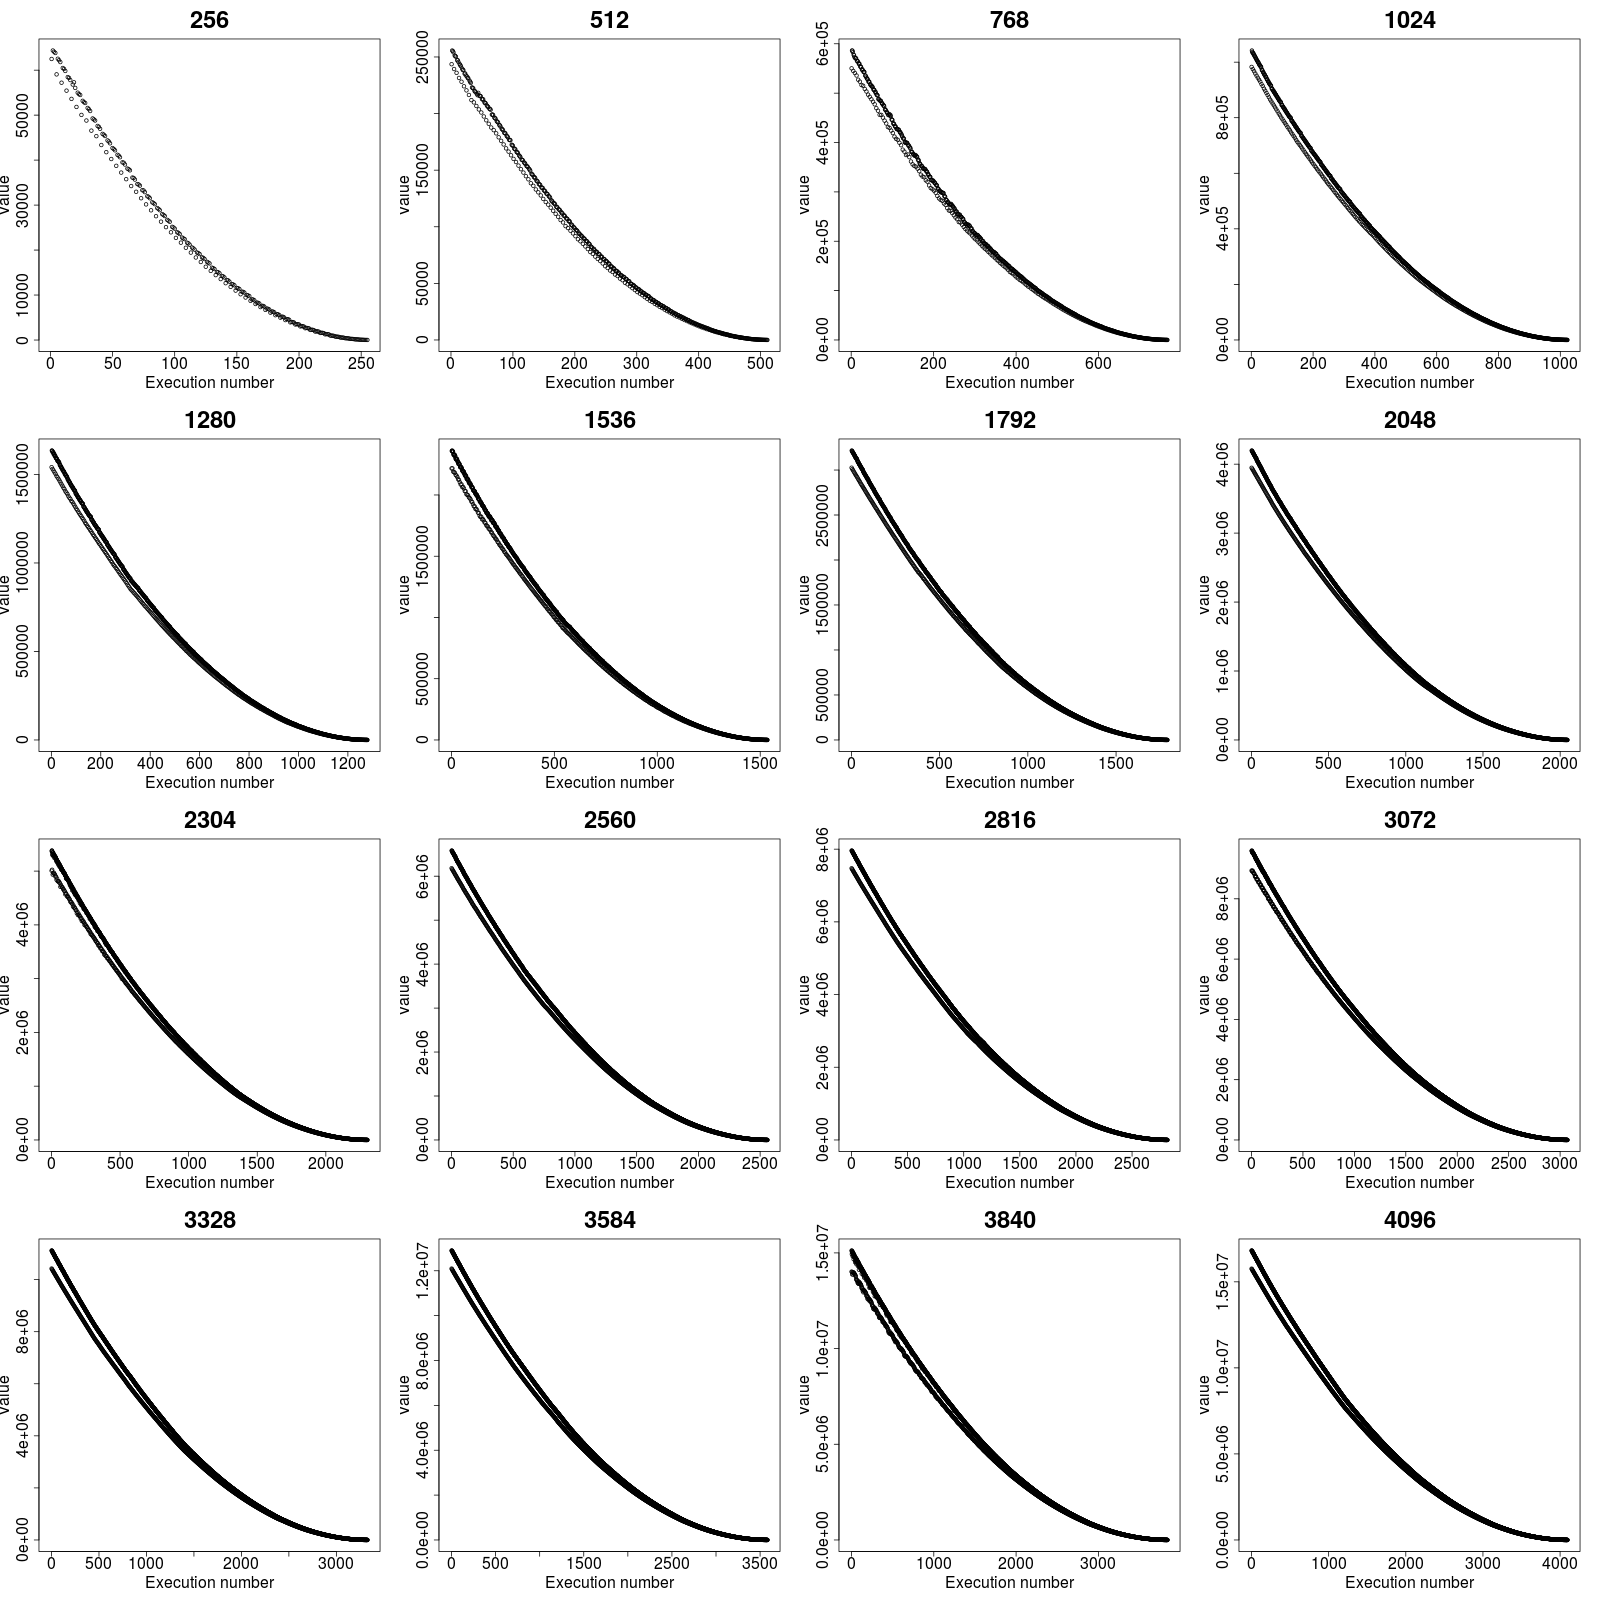 256
512
768
1024
value
0 10000 30000 50000
0 50 100 150 200 250
Execution number
value
0 50000 150000 250000
0 100 200 300 400 500
Execution number
value
0e+00 2e+05 4e+05 6e+05
0 200 400 600
Execution number
value
0e+00 4e+05 8e+05
0 200 400 600 800 1000
Execution number
1280
1536
1792
2048
value
0 500000 1000000 1500000
0 200 400 600 800 1000 1200
Execution number
value
0 500000 1500000
0 500 1000 1500
Execution number
value
0 500000 1500000 2500000
0 500 1000 1500
Execution number
value
0e+00 1e+06 2e+06 3e+06 4e+06
0 500 1000 1500 2000
Execution number
2304
2560
2816
3072
value
0e+00 2e+06 4e+06
0 500 1000 1500 2000
Execution number
value
0e+00 2e+06 4e+06 6e+06
0 500 1000 1500 2000 2500
Execution number
value
0e+00 2e+06 4e+06 6e+06 8e+06
0 500 1000 1500 2000 2500
Execution number
value
0e+00 2e+06 4e+06 6e+06 8e+06
0 500 1000 1500 2000 2500 3000
Execution number
3328
3584
3840
4096
value
0e+00 4e+06 8e+06
0 500 1000 2000 3000
Execution number
value
0.0e+00 4.0e+06 8.0e+06 1.2e+07
0 500 1500 2500 3500
Execution number
value
0.0e+00 5.0e+06 1.0e+07 1.5e+07
0 1000 2000 3000
Execution number
value
0.0e+00 5.0e+06 1.0e+07 1.5e+07
0 1000 2000 3000 4000
Execution number